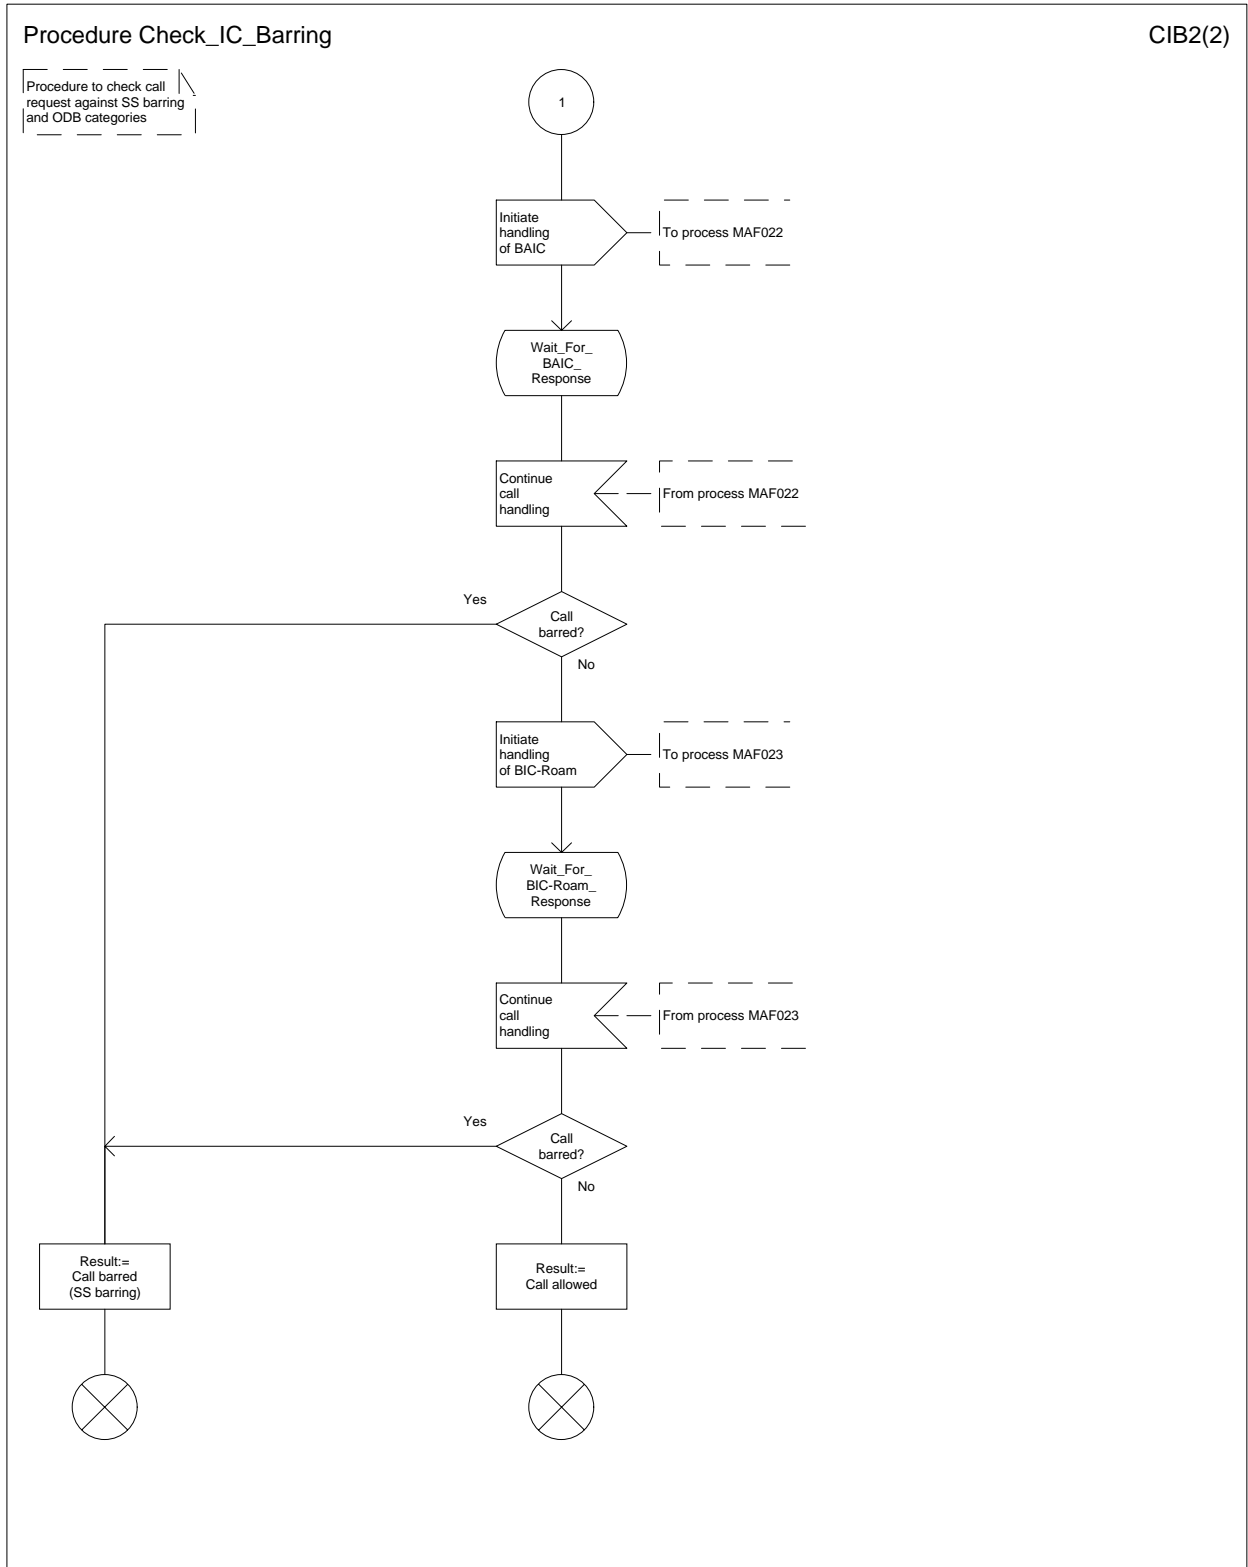 Procedure Check_IC_Barring
CIB2(2)
Procedure to check call
request against SS barring
and ODB categories
1
Initiate
handling
of BAIC
To process MAF022
Wait_For_
BAIC_
Response
Continue
call
handling
From process MAF022
Yes
Call
barred?
No
Initiate
handling
of BIC-Roam
To process MAF023
Wait_For_
BIC-Roam_
Response
Continue
call
handling
From process MAF023
Yes
Call
barred?
No
Result:=
Call barred
(SS barring)
Result:=
Call allowed